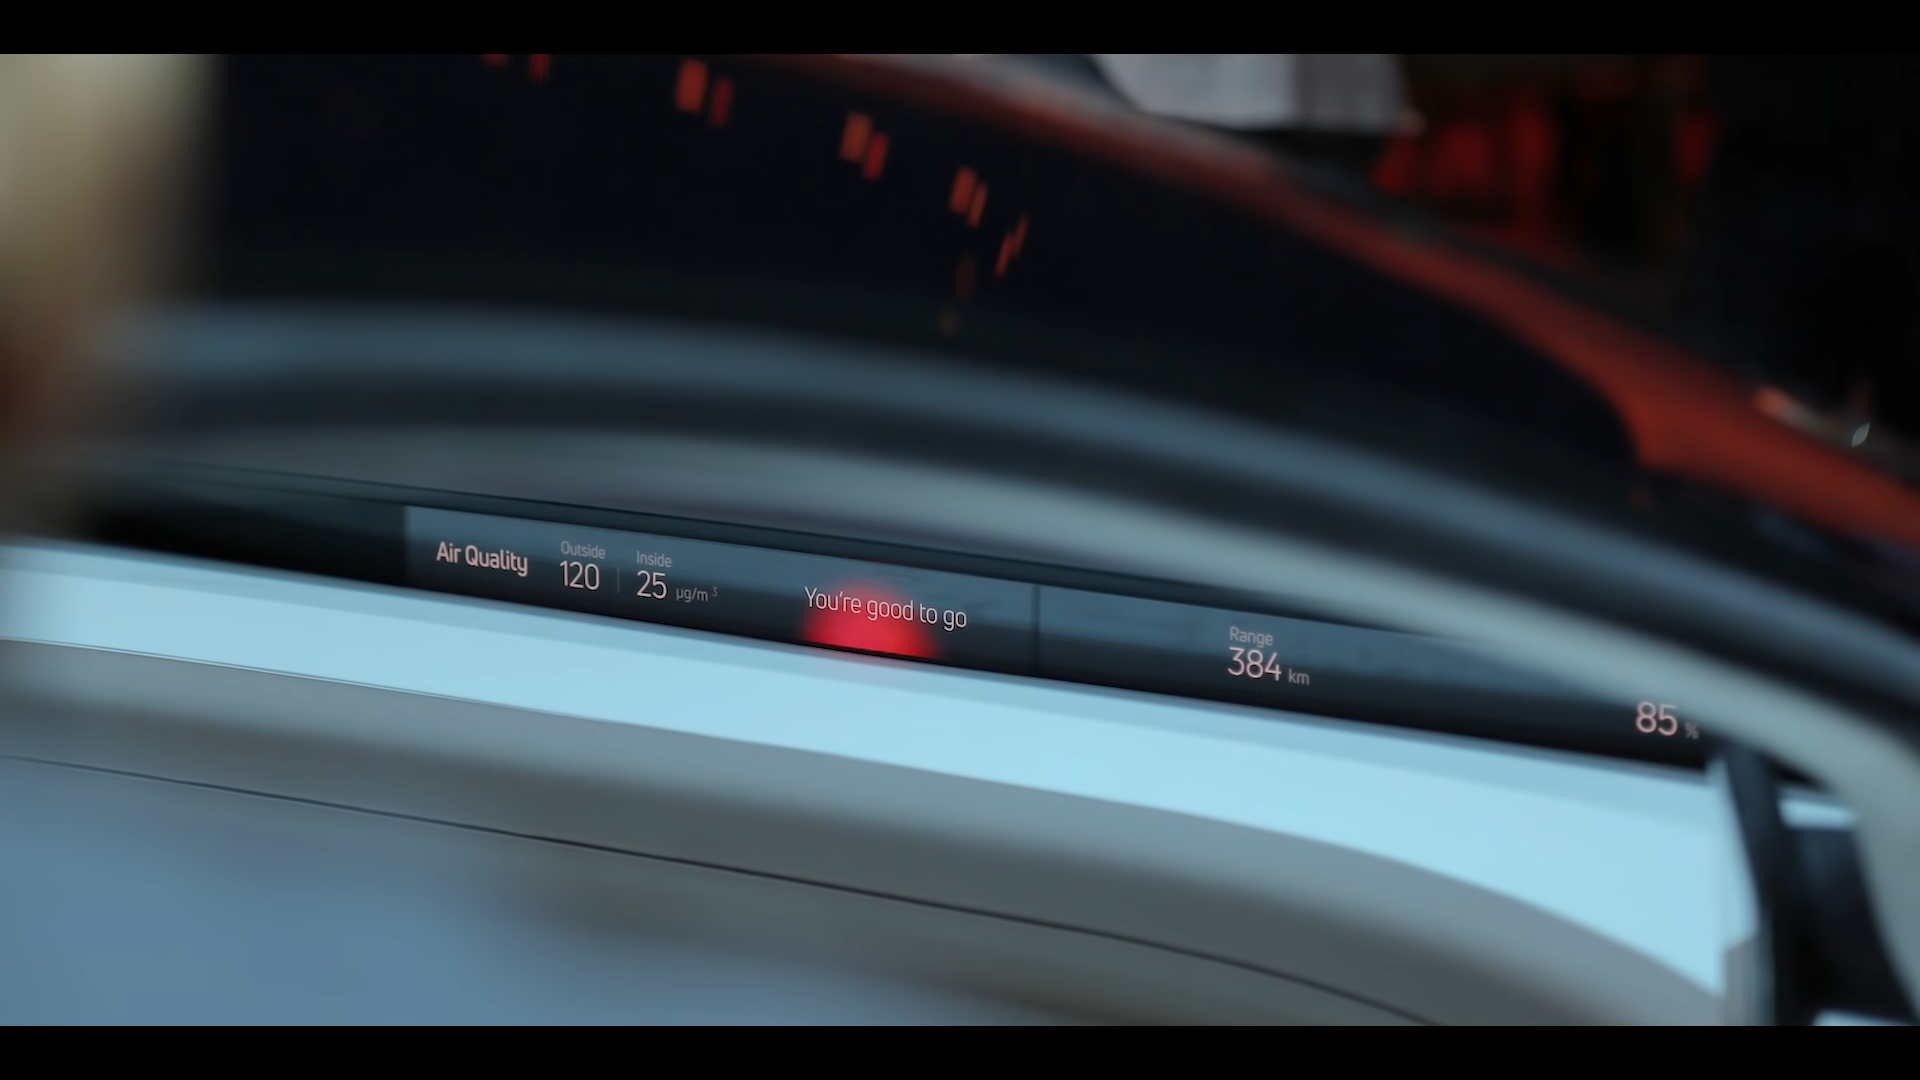 Air Quality
Outside
120
Inside
25 µg/m³
You're good to go
Range
384 km
85 %